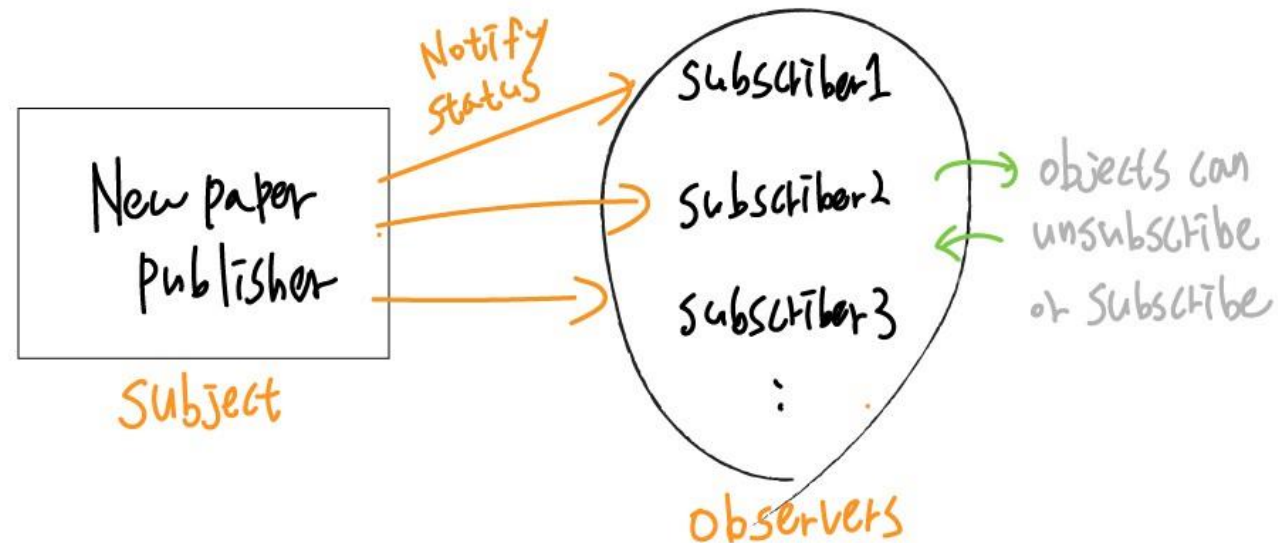 Notify
status
New paper
publisher
subject
subscriber1
subscriber2
subscriber3
:
observers
objects can
unsubscribe
or subscribe